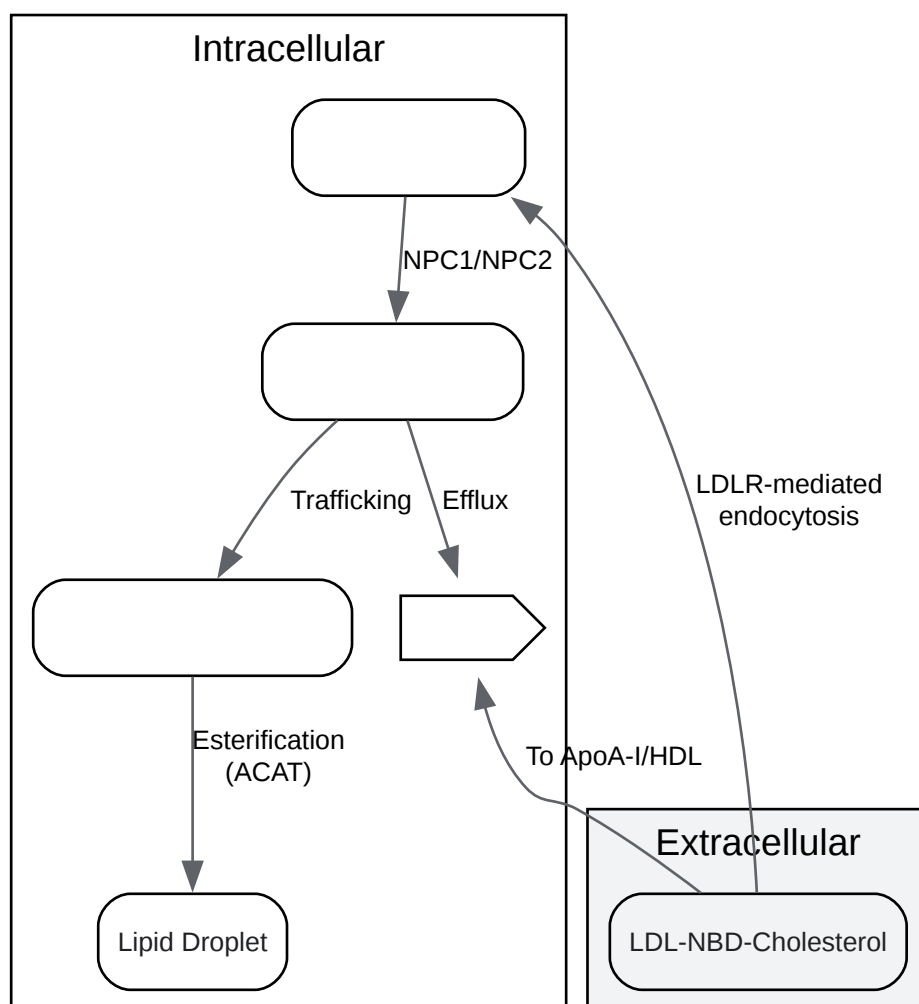 Intracellular
NPC1/NPC2
LDLR-mediated
endocytosis
Trafficking
Efflux
Esterification
(ACAT)
To ApoA-I/HDL
Extracellular
Lipid Droplet
LDL-NBD-Cholesterol